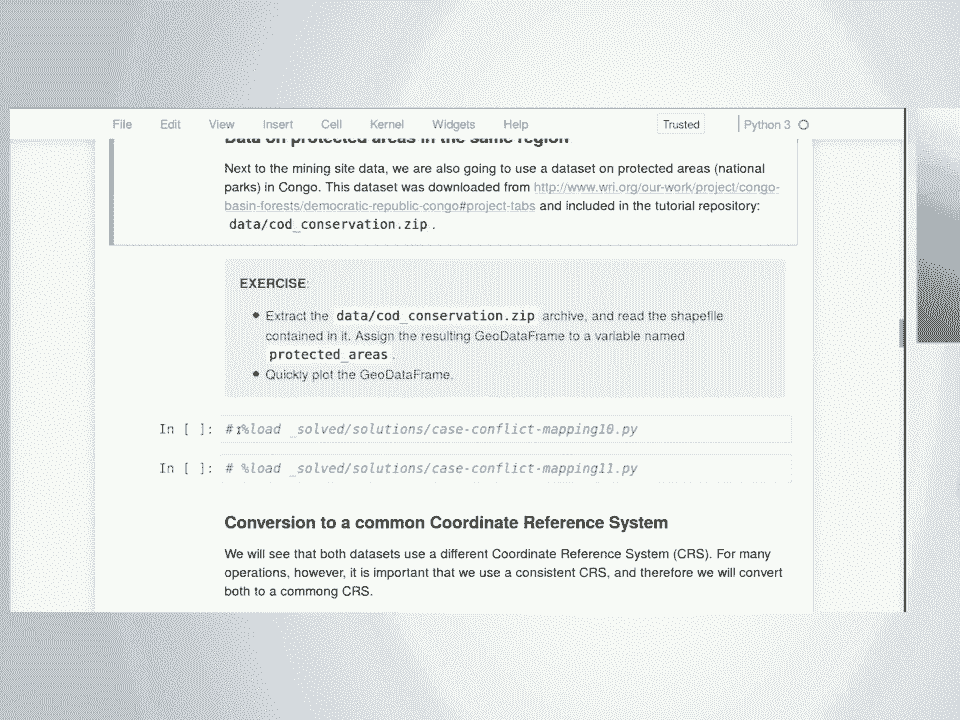 File Edit View Insert Cell Kernel Widgets Help Trusted Python 3
Data on protected areas in the same region
Next to the mining site data, we are also going to use a dataset on protected areas (national
parks) in Congo. This dataset was downloaded from http://www.wri.org/our-work/project/congo-
basin-forests/democratic-republic-congo#project-tabs and included in the tutorial repository:
data/cod_conservation.zip.
EXERCISE:
Extract the data/cod_conservation.zip archive, and read the shapefile
contained in it. Assign the resulting GeoDataFrame to a variable named
protected_areas.
Quickly plot the GeoDataFrame.
In [ ]: # %load _solved/solutions/case-conflict-mapping10.py
In [ ]: # %load _solved/solutions/case-conflict-mapping11.py
Conversion to a common Coordinate Reference System
We will see that both datasets use a different Coordinate Reference System (CRS). For many
operations, however, it is important that we use a consistent CRS, and therefore we will convert
both to a commong CRS.